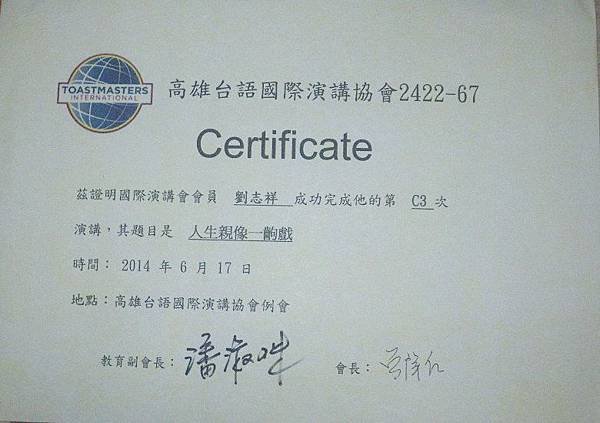 TOASTMASTERS
INTERNATIONAL
高雄台語國際演講協會2422-67
Certificate
茲證明國際演講會會員 劉志祥 成功完成他的第 C3 次
演講，其題目是 人生親像一齣戲
時間： 2014 年 6 月 17 日
地點：高雄台語國際演講協會例會
教育副會長： 潘淑
會長：